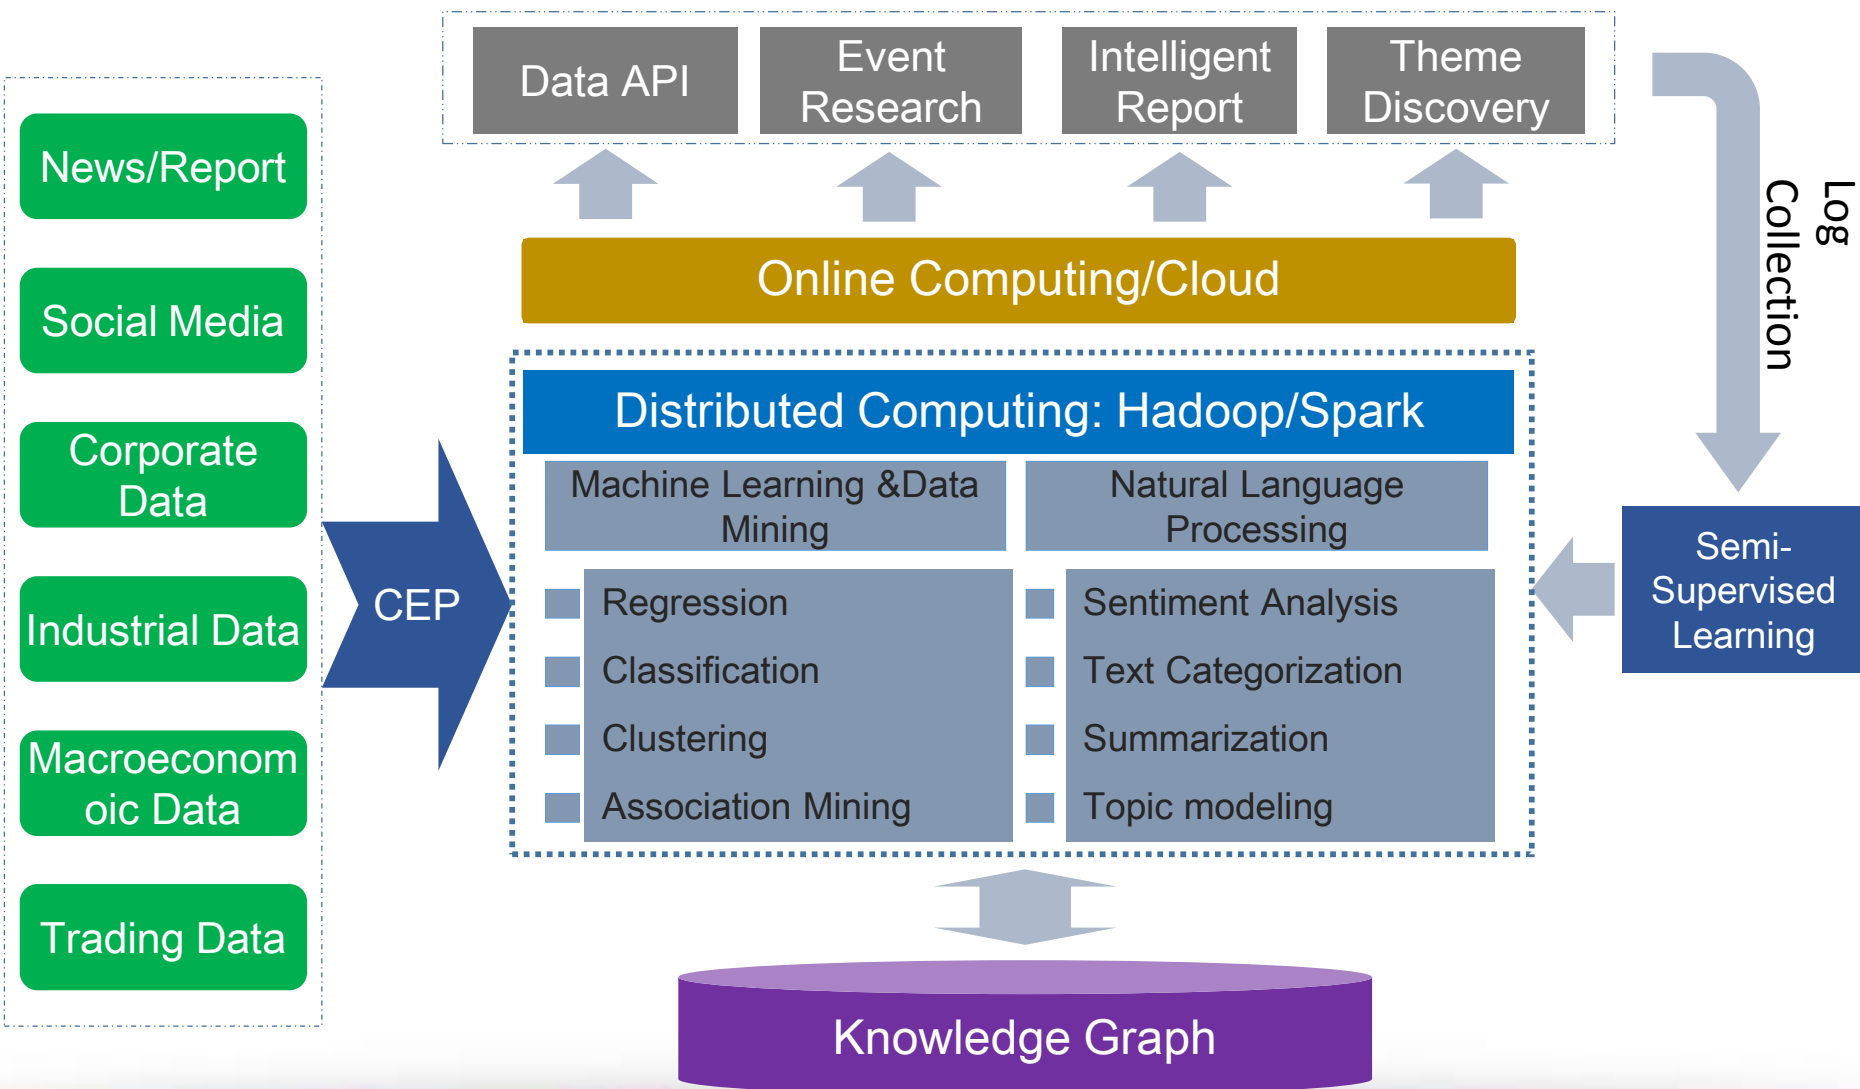 Data API
Event
Research
Intelligent
Report
Theme
Discovery
News/Report
Social Media
Corporate
Data
Industrial Data
Macroeconom
oic Data
Trading Data
CEP
Online Computing/Cloud
Distributed Computing: Hadoop/Spark
Machine Learning &Data
Mining
Regression
Classification
Clustering
Association Mining
Natural Language
Processing
Sentiment Analysis
Text Categorization
Summarization
Topic modeling
Log
Collection
Semi-
Supervised
Learning
Knowledge Graph